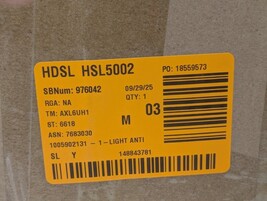 HDSL HSL5002
PO: 18559573
SBNum: 976042
09/29/25
RGA: NA
QTY: 1
TM: AXL6UH1
M 03
ST: 6618
ASN: 7683030
1005902131 -1-LIGHT ANTI
SL Y 148843781